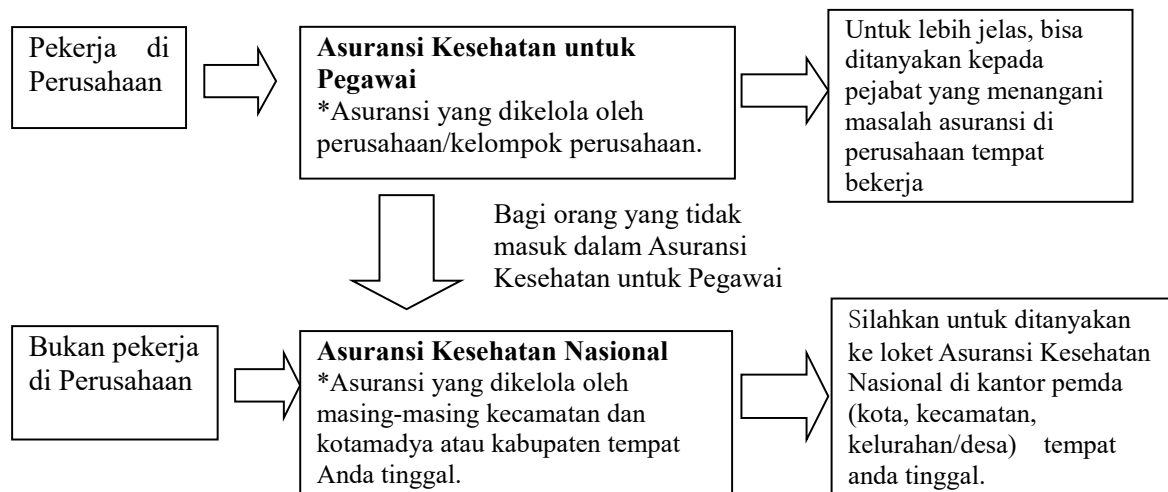 Pekerja di
Perusahaan
Asuransi Kesehatan untuk
Pegawai
*Asuransi yang dikelola oleh
perusahaan/kelompok perusahaan.
Untuk lebih jelas, bisa
ditanyakan kepada
pejabat yang menangani
masalah asuransi di
perusahaan tempat
bekerja
Bagi orang yang tidak
masuk dalam Asuransi
Kesehatan untuk Pegawai
Bukan pekerja
di Perusahaan
Asuransi Kesehatan Nasional
*Asuransi yang dikelola oleh
masing-masing kecamatan dan
kotamadya atau kabupaten tempat
Anda tinggal.
Silahkan untuk ditanyakan
ke loket Asuransi Kesehatan
Nasional di kantor pemda
(kota, kecamatan,
kelurahan/desa) tempat
anda tinggal.